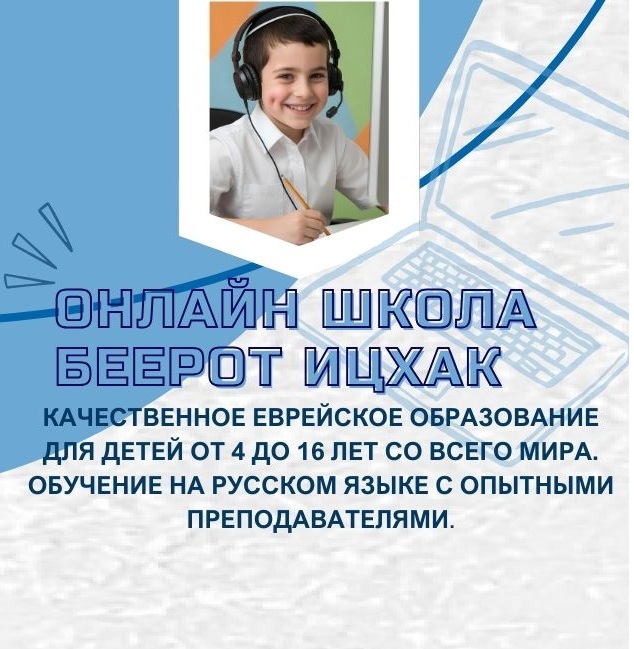 ОНЛАЙН ШКОЛА
БЕЕРОТ ИЦХАК
КАЧЕСТВЕННОЕ ЕВРЕЙСКОЕ ОБРАЗОВАНИЕ
ДЛЯ ДЕТЕЙ ОТ 4 ДО 16 ЛЕТ СО ВСЕГО МИРА.
ОБУЧЕНИЕ НА РУССКОМ ЯЗЫКЕ С ОПЫТНЫМИ
ПРЕПОДАВАТЕЛЯМИ.